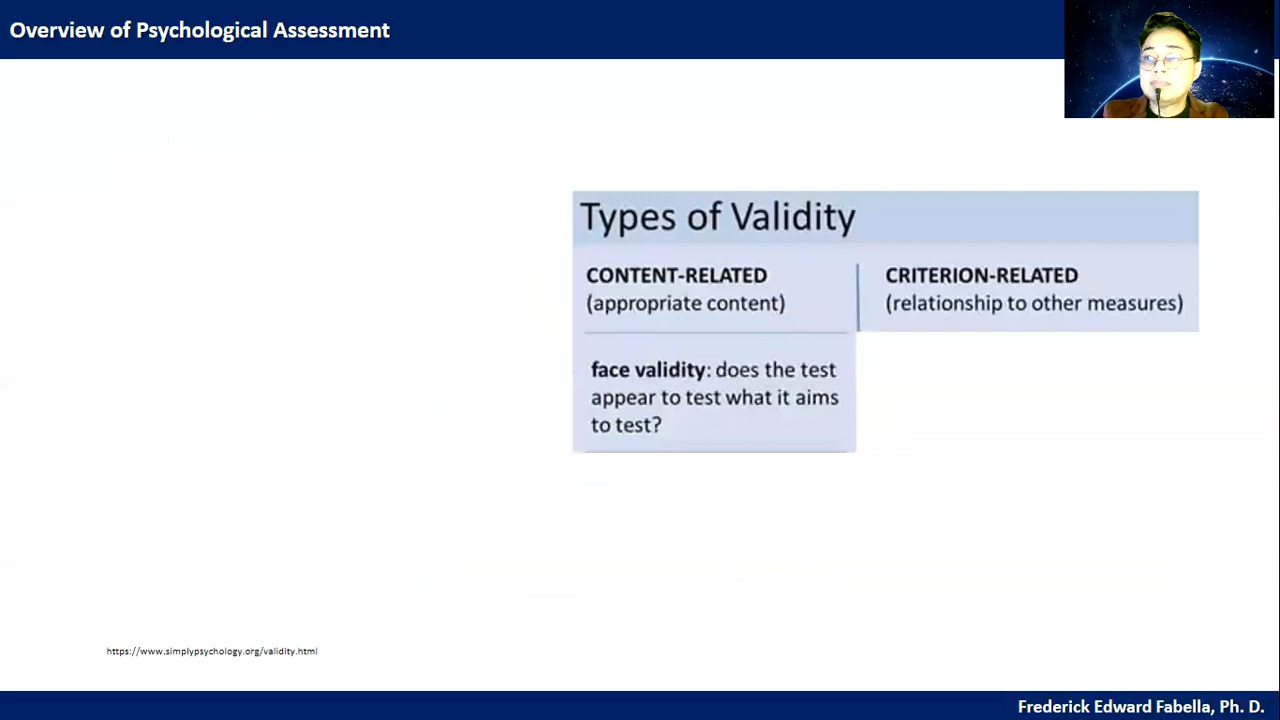 Overview of Psychological Assessment
Types of Validity
CONTENT-RELATED
(appropriate content)
CRITERION-RELATED
(relationship to other measures)
face validity: does the test
appear to test what it aims
to test?
https://www.simplypsychology.org/validity.html
Frederick Edward Fabella, Ph. D.